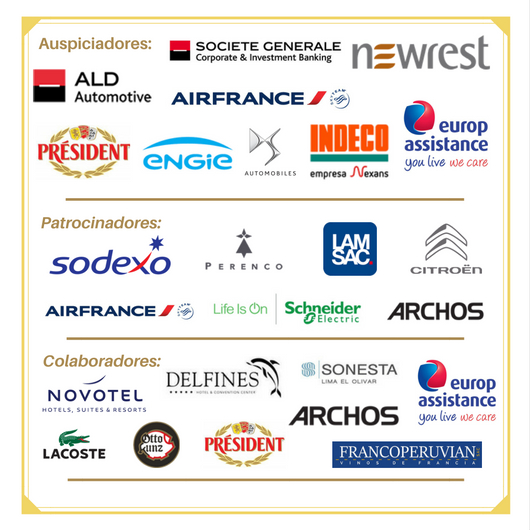 Auspiciadores:
SOCIETE GENERALE
Corporate & Investment Banking
newrest
ALD
Automotive
AIRFRANCE
europ
assistance
you live we care
PRÉSIDENT
ENGIE
AUTOMOBILES
INDECO
empresa Nexans
Patrocinadores:
sodexo
PERENCO
LAM
SAC.
CITROËN
AIRFRANCE
Life Is On
Schneider
Electric
ARCHOS
Colaboradores:
NOVOTEL
HOTELS, SUITES & RESORTS
DELFINES
HOTEL & CONVENTION CENTER
SONESTA
LIMA EL OLIVAR
europ
assistance
you live we care
ARCHOS
LACOSTE
Otto
Kunz
PRÉSIDENT
FRANCOPERUVIAN
VINOS DE FRANCIA